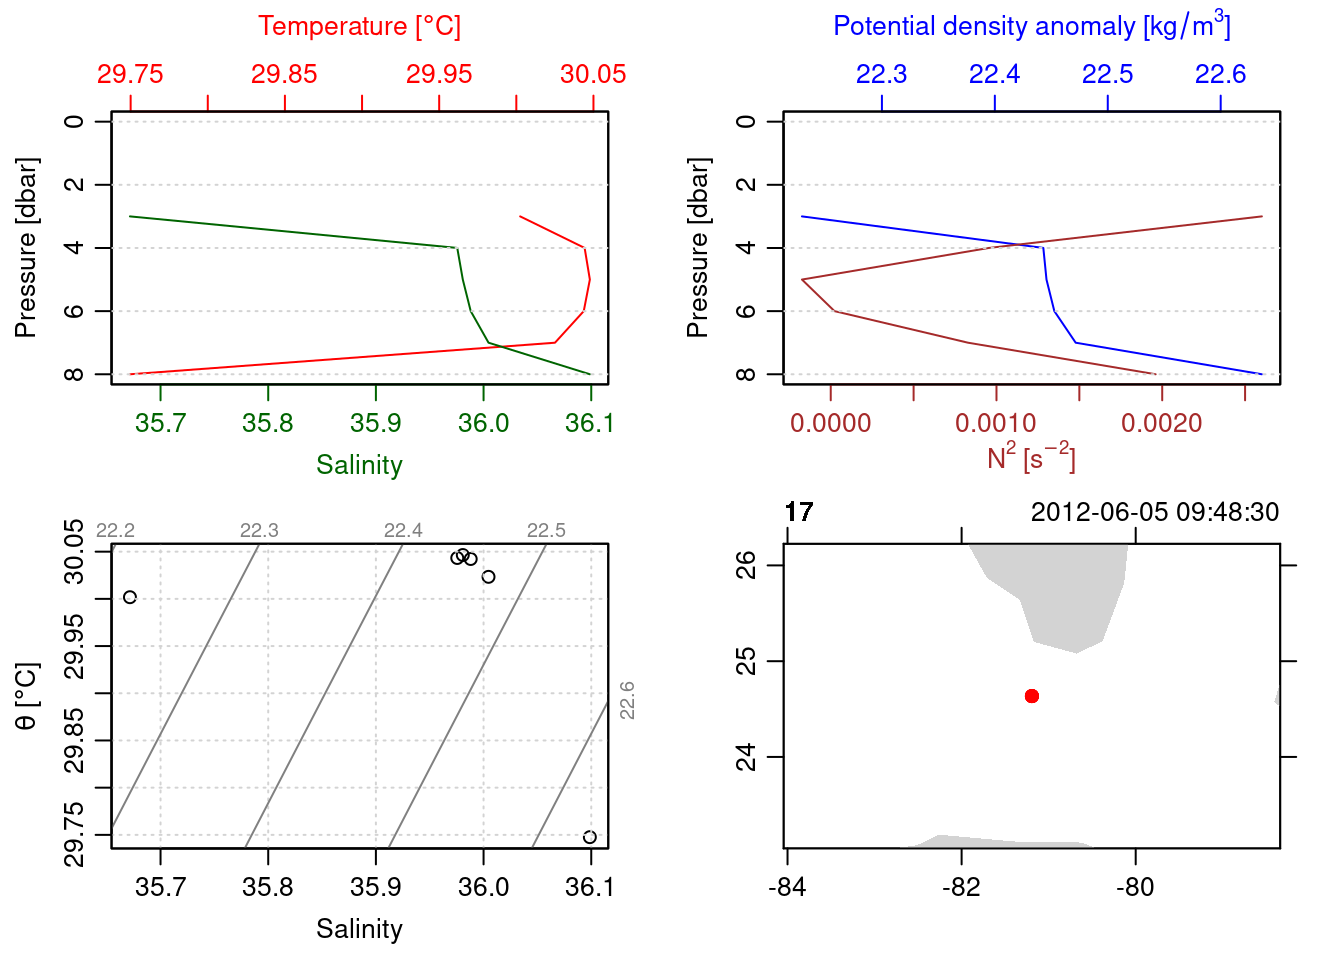 Temperature [°C]
29.75 29.85 29.95 30.05
0
2
4
6
8
Pressure [dbar]
35.7 35.8 35.9 36.0 36.1
Salinity
Potential density anomaly [kg/m³]
22.3 22.4 22.5 22.6
0
2
4
6
8
Pressure [dbar]
0.0000 0.0010 0.0020
N² [s⁻²]
22.2 22.3 22.4 22.5
22.6
30.05
29.95
29.85
29.75
θ [°C]
35.7 35.8 35.9 36.0 36.1
Salinity
17 2012-06-05 09:48:30
26
25
24
-84 -82 -80